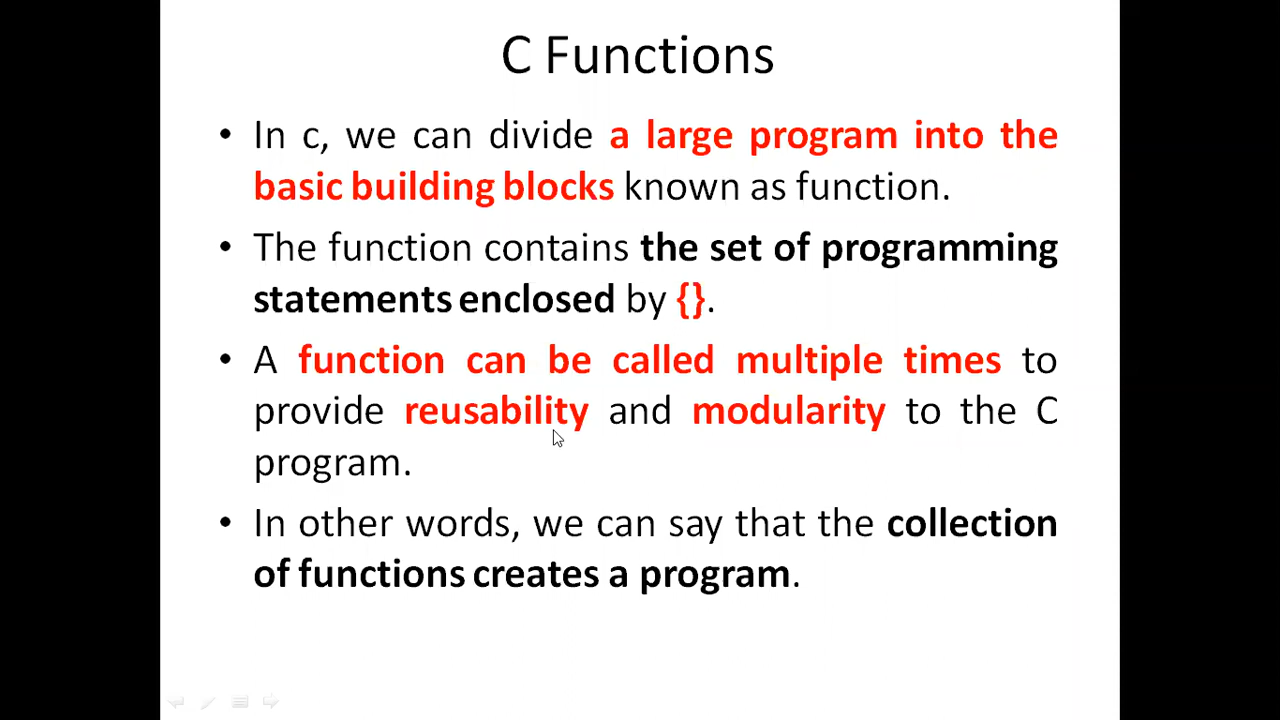 C Functions
• In c, we can divide a large program into the
basic building blocks known as function.
• The function contains the set of programming
statements enclosed by {}.
• A function can be called multiple times to
provide reusability and modularity to the C
program.
• In other words, we can say that the collection
of functions creates a program.